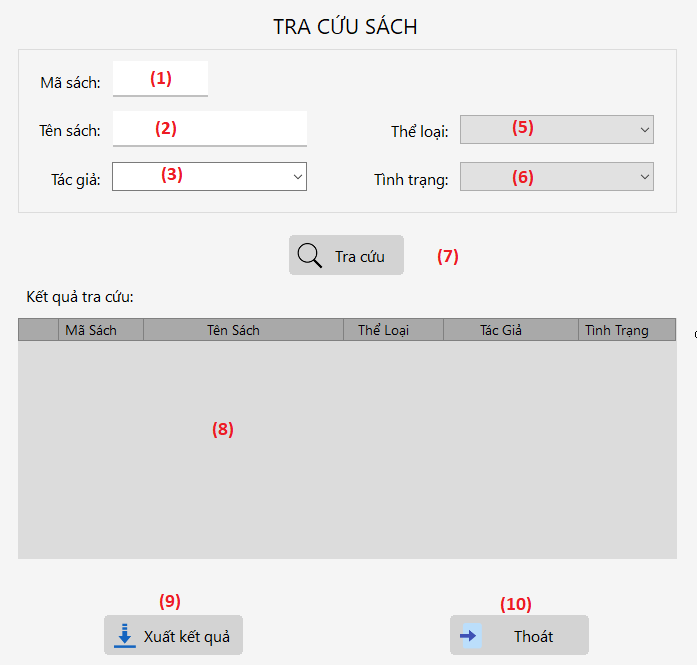 TRA CỨU SÁCH
Mã sách: (1)
Tên sách: (2) Thể loại: (5)
Tác giả: (3) Tình trạng: (6)
Tra cứu (7)
Kết quả tra cứu:
Mã Sách Tên Sách Thể Loại Tác Giả Tình Trạng
(8)
(9) (10)
Xuất kết quả Thoát